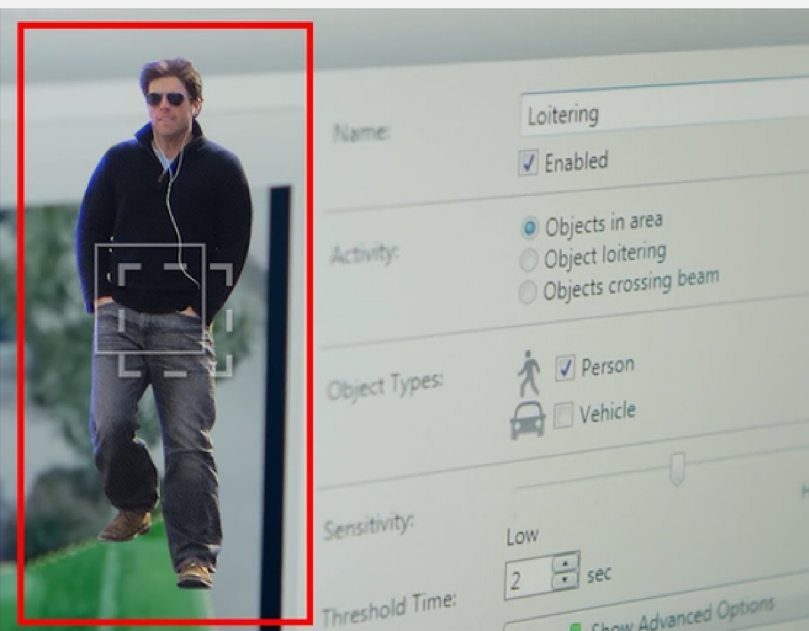 Name: Loitering
Enabled
Activity: Objects in area
Object loitering
Objects crossing beam
Object Types: Person
Vehicle
Sensitivity:
Low
Threshold Time: 2 sec
Show Advanced Options